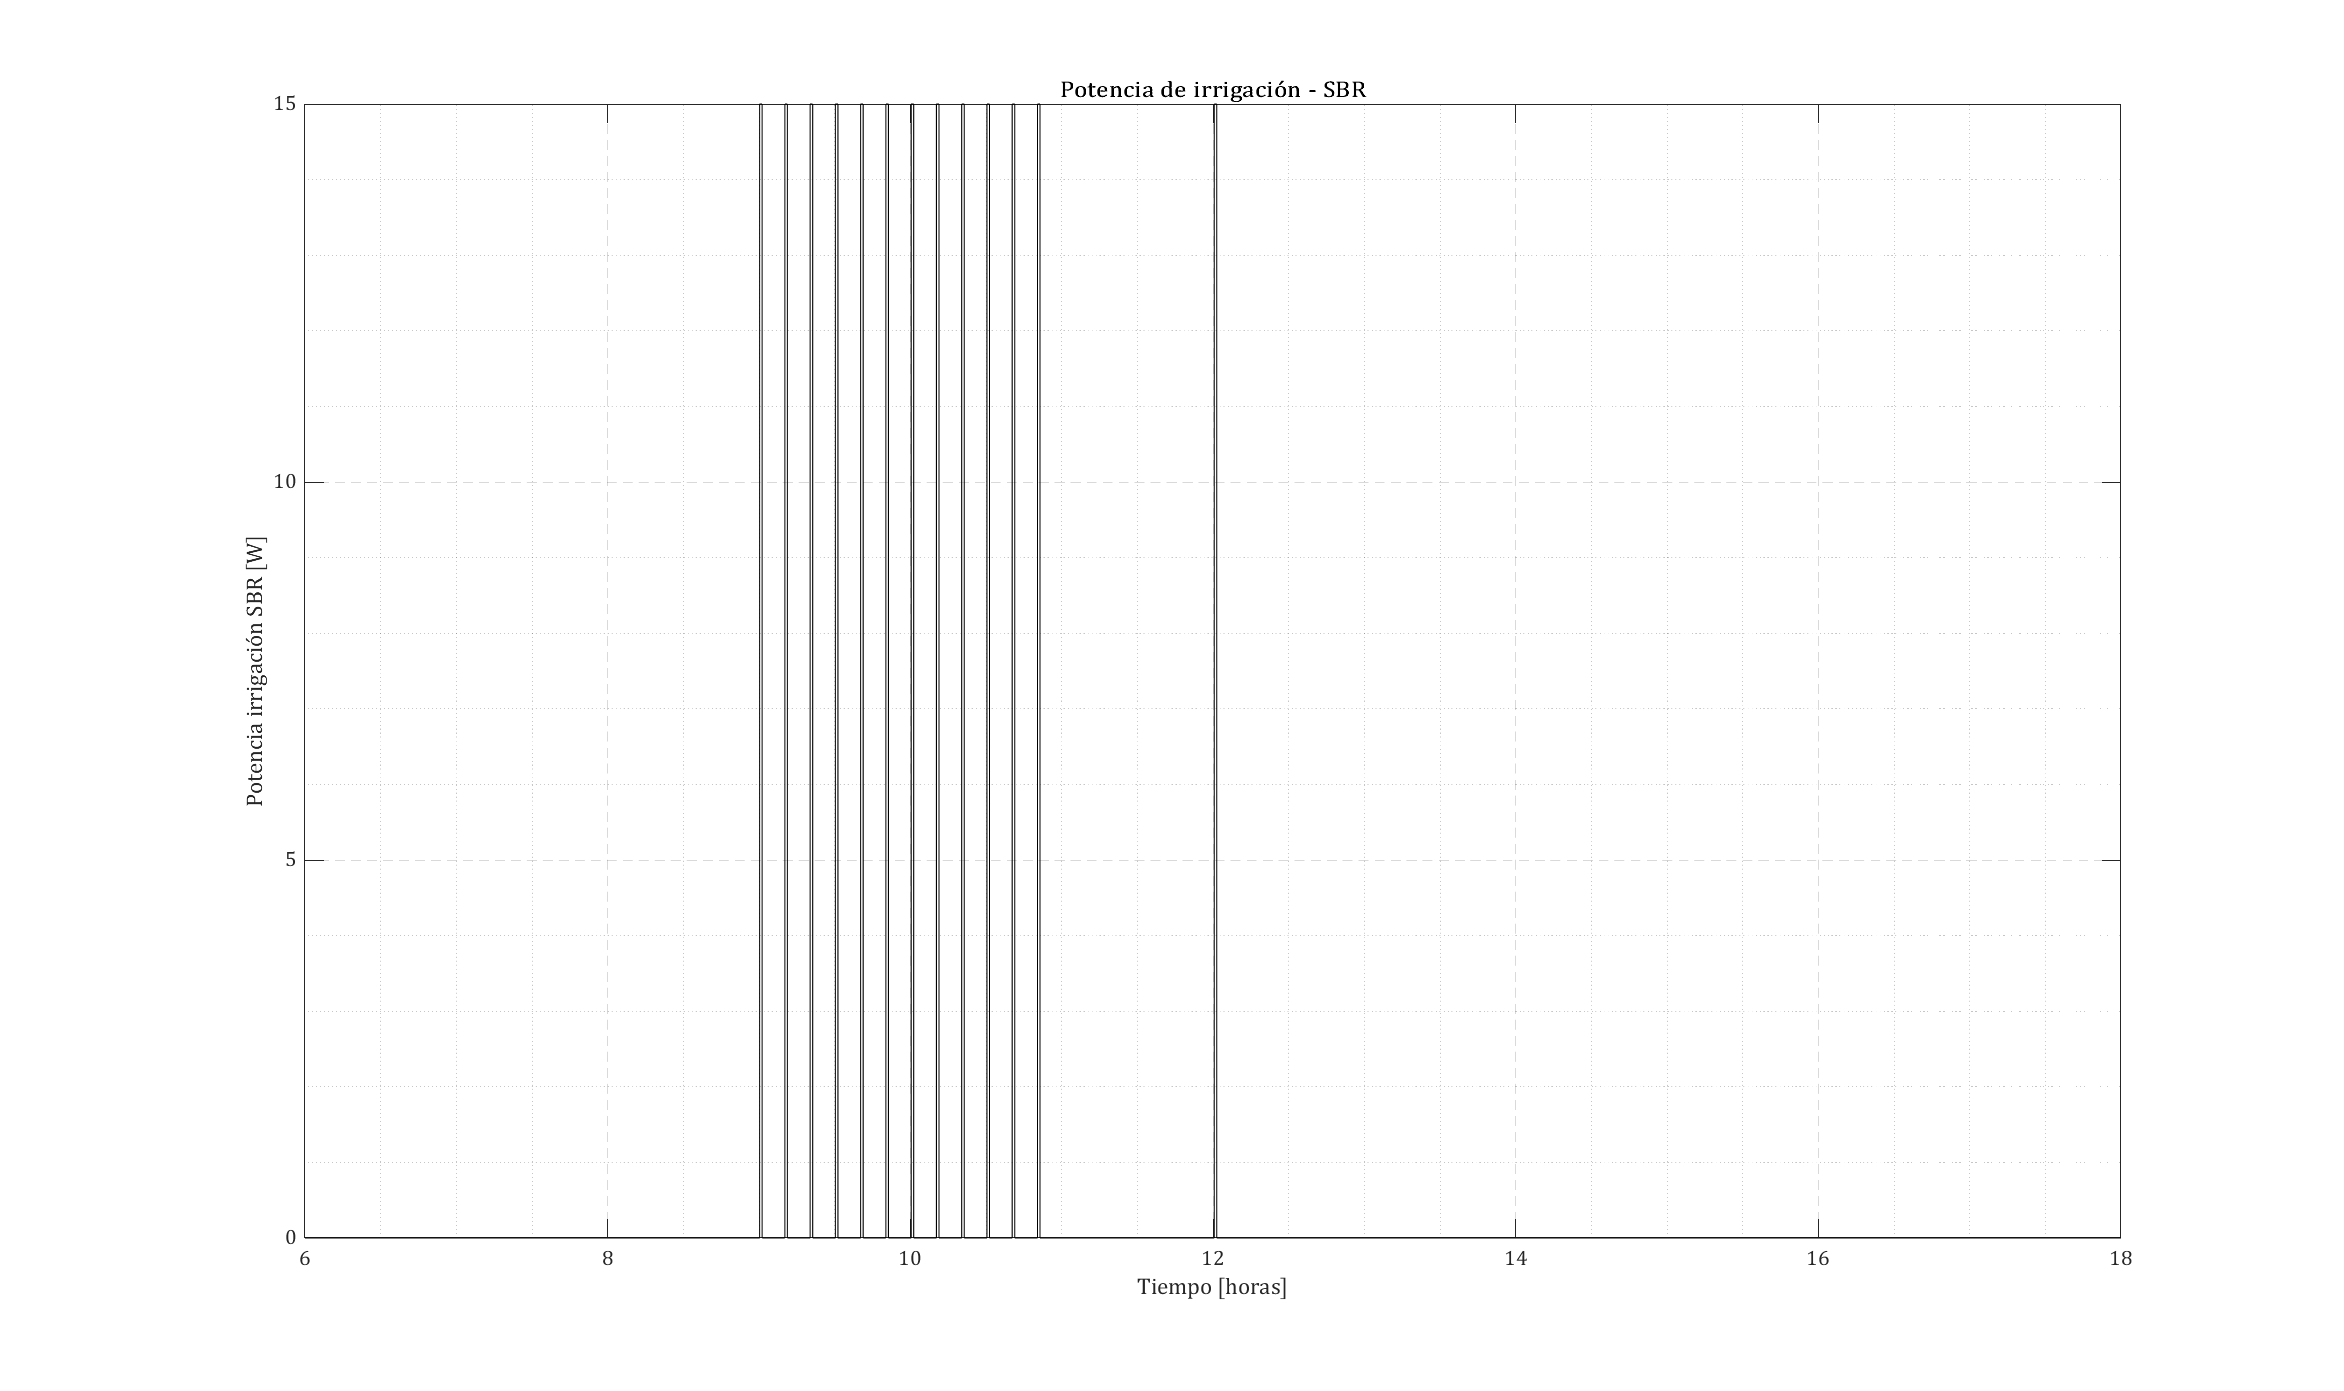 Potencia de irrigación - SBR
15
10
5
0
Potencia irrigación SBR [W]
6 8 10 12 14 16 18
Tiempo [horas]